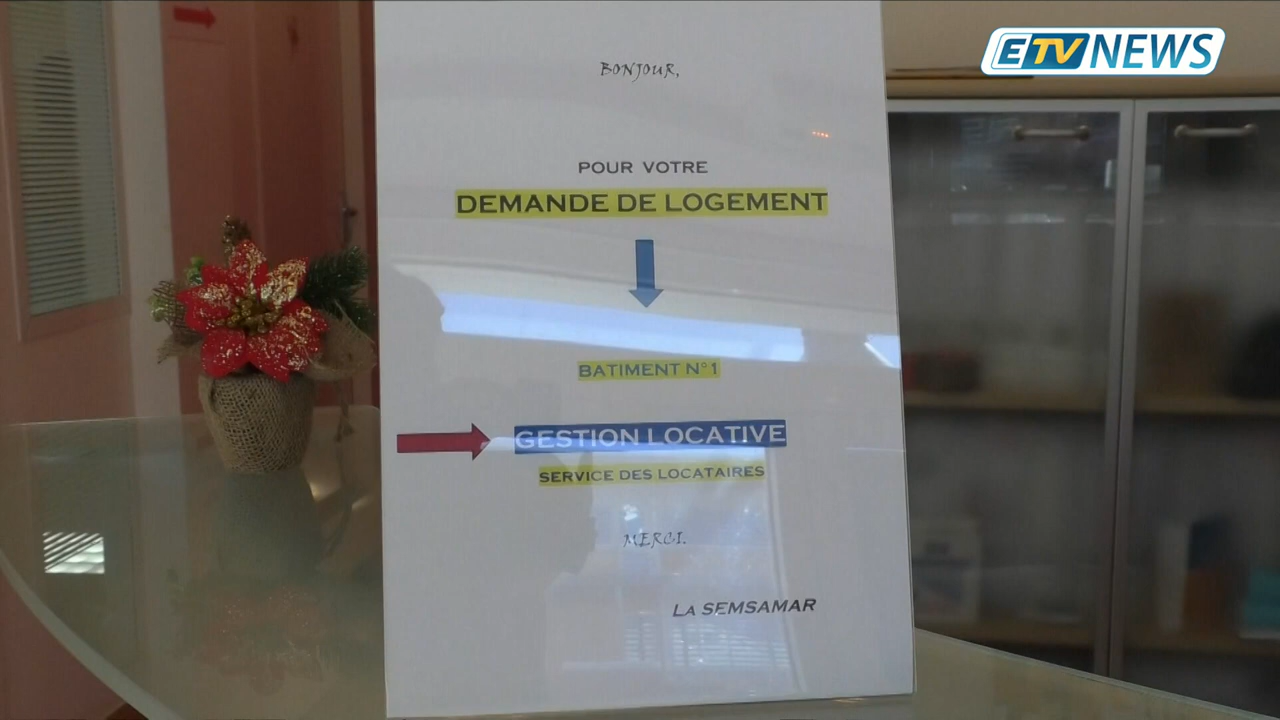 ETV NEWS
BONJOUR,
POUR VOTRE
DEMANDE DE LOGEMENT
BATIMENT N°1
GESTION LOCATIVE
SERVICE DES LOCATAIRES
MERCI.
LA SEMSAMAR